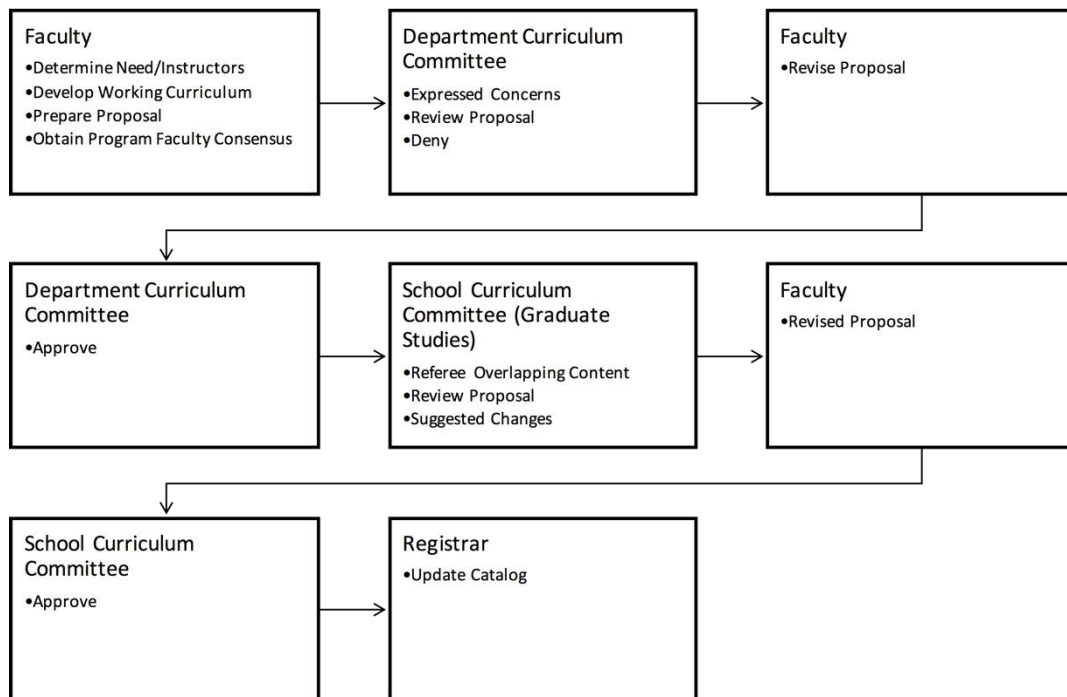 Faculty
•Determine Need/Instructors
•Develop Working Curriculum
•Prepare Proposal
•Obtain Program Faculty Consensus
Department Curriculum
Committee
•Expressed Concerns
•Review Proposal
•Deny
Faculty
•Revise Proposal
Department Curriculum
Committee
•Approve
School Curriculum
Committee (Graduate
Studies)
•Referee Overlapping Content
•Review Proposal
•Suggested Changes
Faculty
•Revised Proposal
School Curriculum
Committee
•Approve
Registrar
•Update Catalog